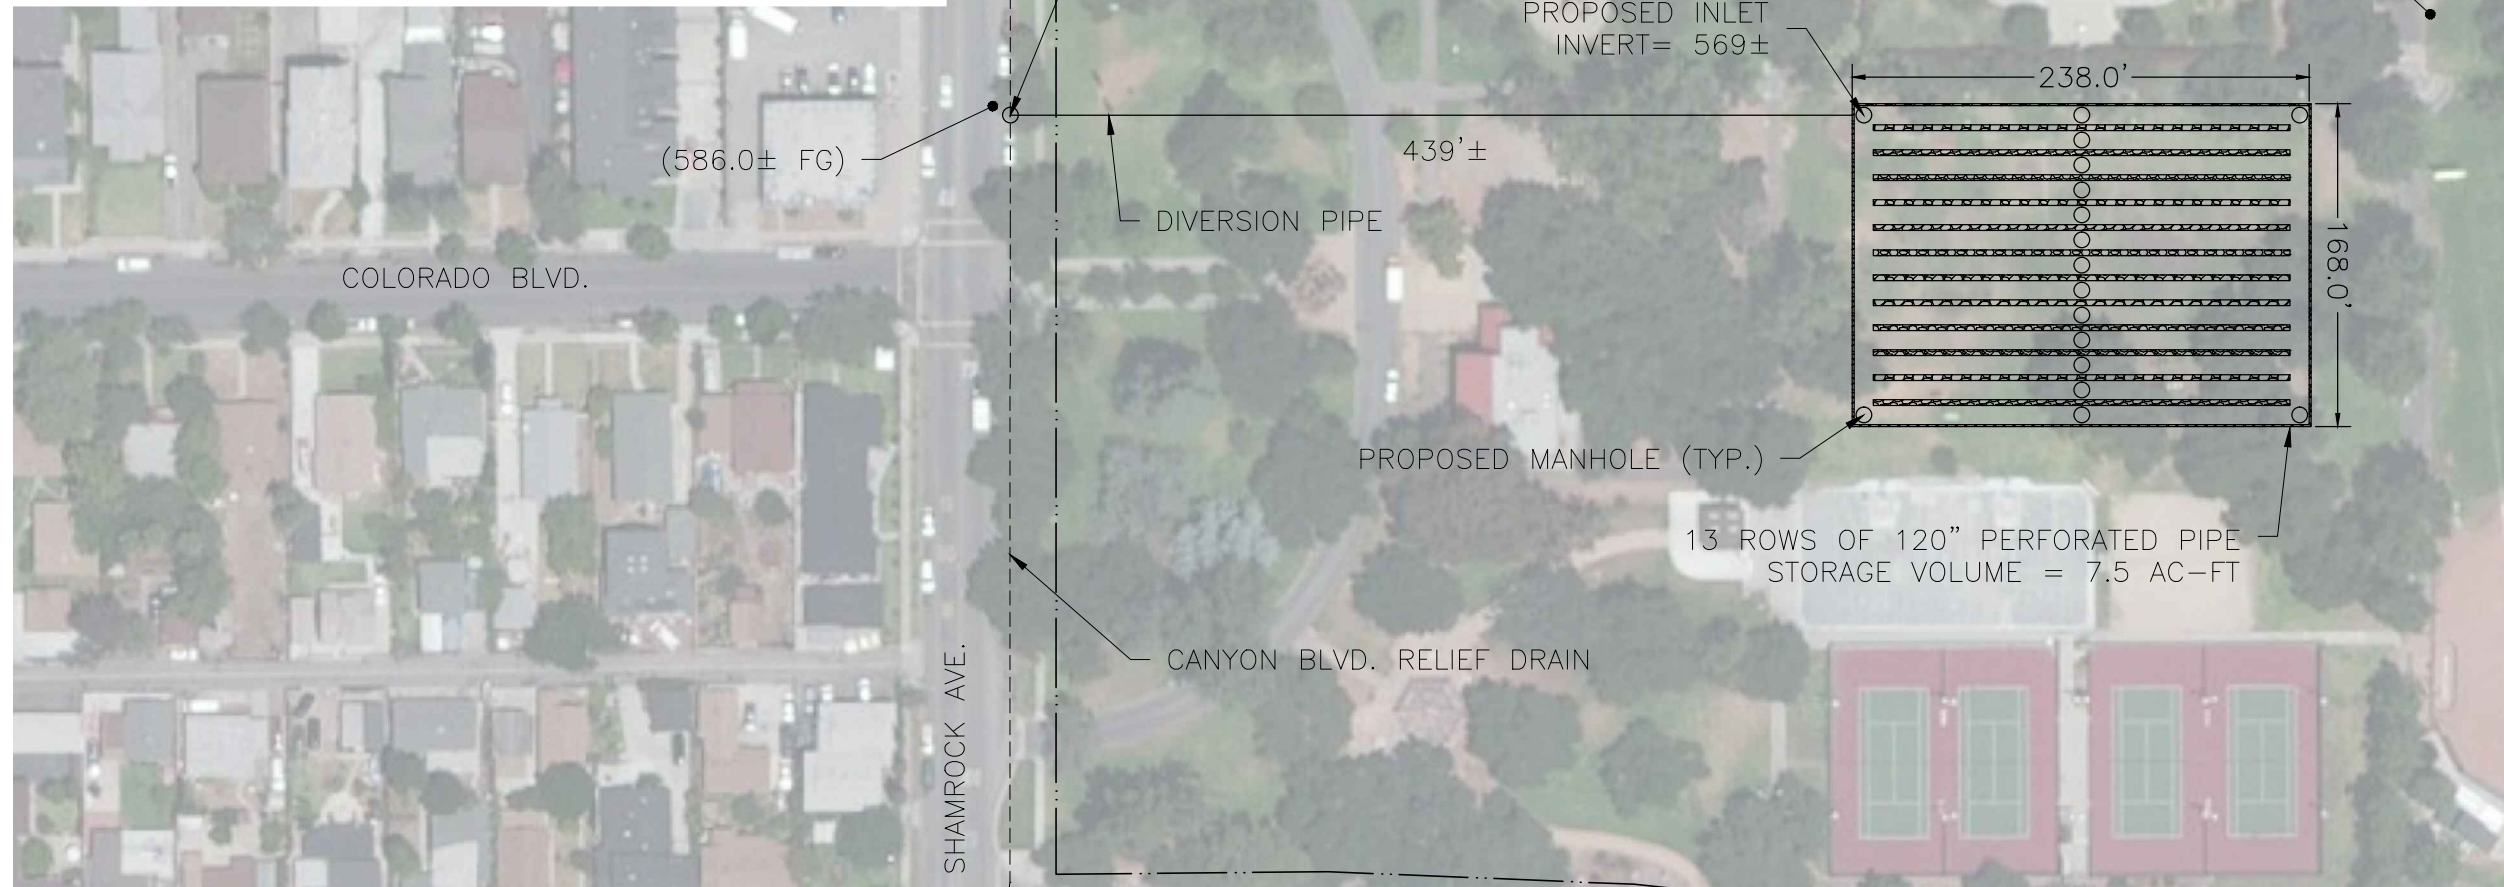 PROPOSED INLET
INVERT= 569±
238.0'
(586.0± FG)
439'±
DIVERSION PIPE
168.0'
COLORADO BLVD.
PROPOSED MANHOLE (TYP.)
13 ROWS OF 120" PERFORATED PIPE
STORAGE VOLUME = 7.5 AC-FT
CANYON BLVD. RELIEF DRAIN
SHAMROCK AVE.